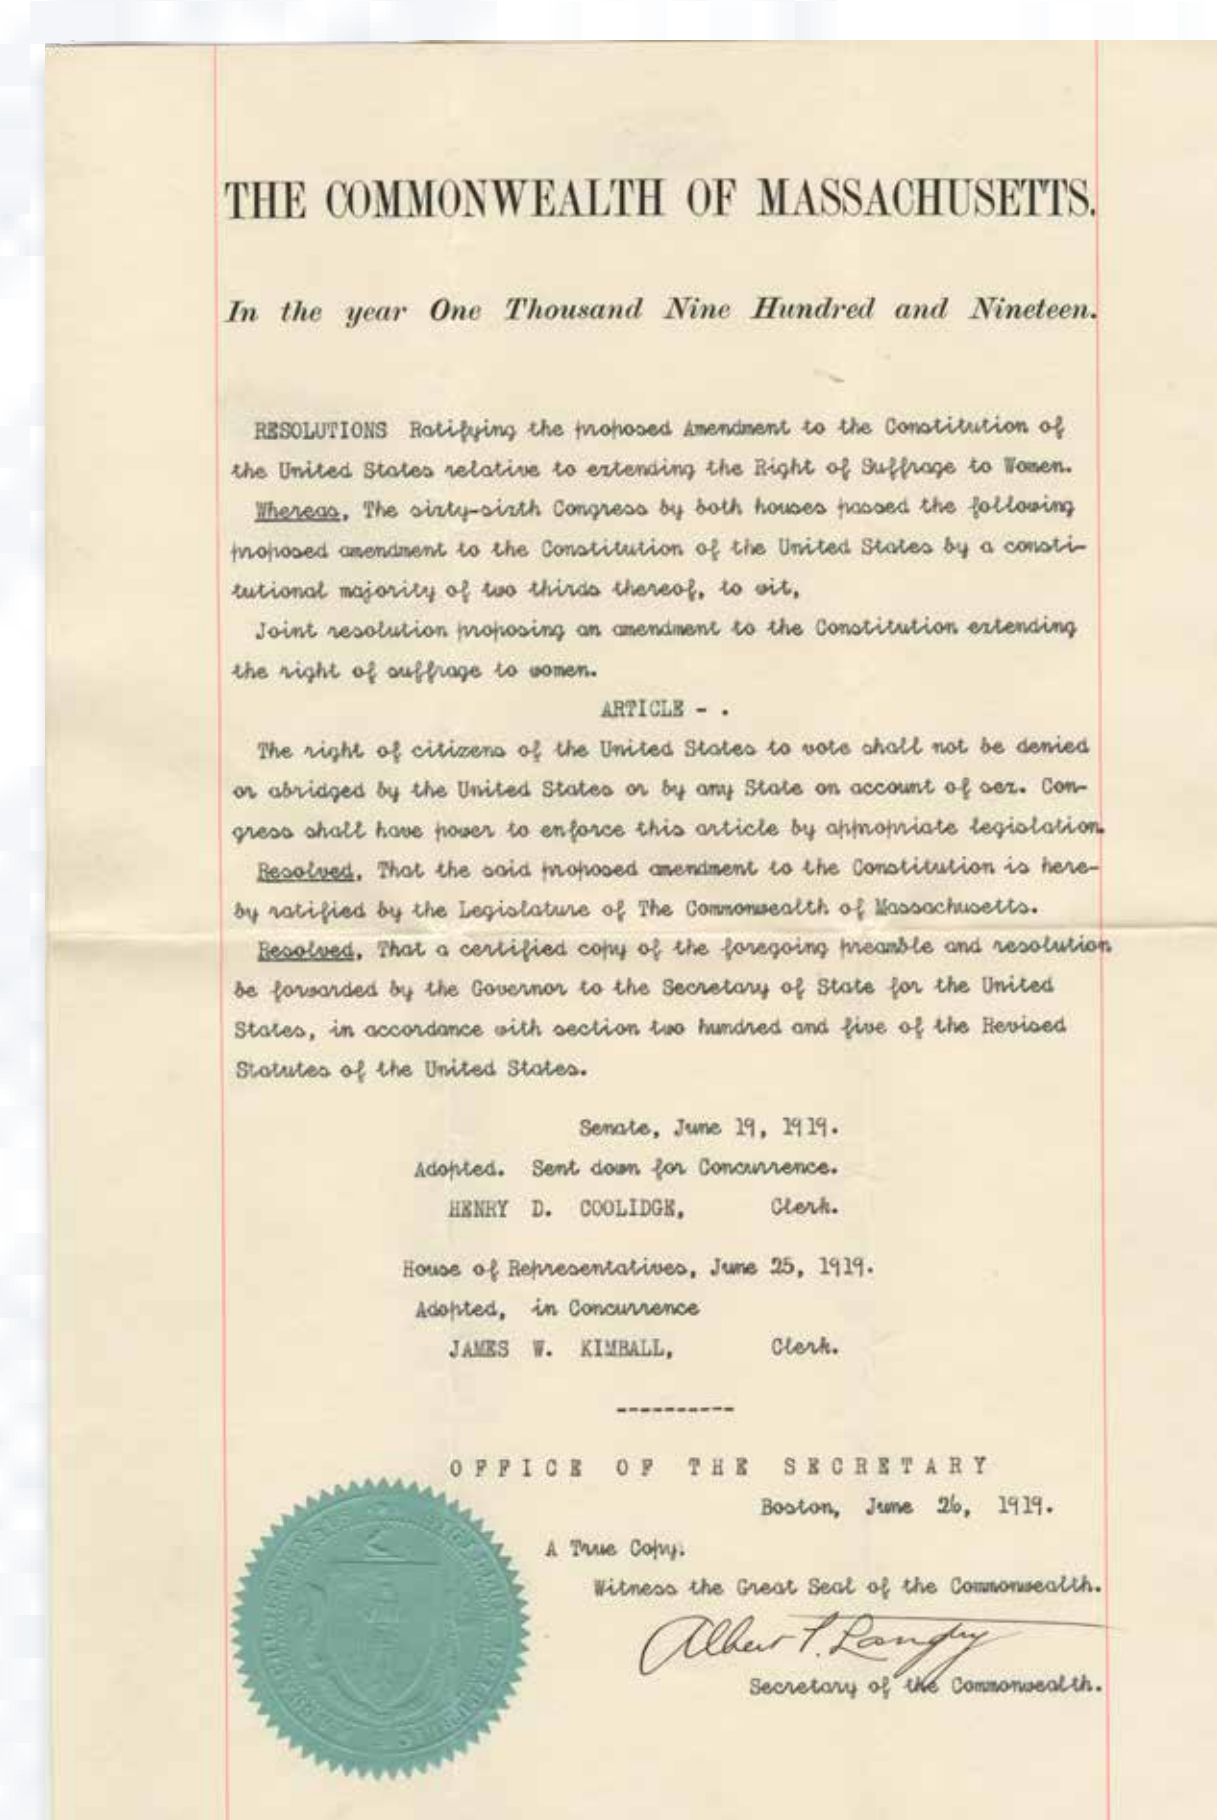 THE COMMONWEALTH OF MASSACHUSETTS.
In the year One Thousand Nine Hundred and Nineteen.
RESOLUTIONS Ratifying the proposed Amendment to the Constitution of
the United States relative to extending the Right of Suffrage to Women.
Whereas, The sixty-sixth Congress by both houses passed the following
proposed amendment to the Constitution of the United States by a consti-
tutional majority of two thirds thereof, to wit,
Joint resolution proposing an amendment to the Constitution extending
the right of suffrage to women.
ARTICLE - .
The right of citizens of the United States to vote shall not be denied
or abridged by the United States or by any State on account of sex. Con-
gress shall have power to enforce this article by appropriate legislation.
Resolved, That the said proposed amendment to the Constitution is here-
by ratified by the Legislature of The Commonwealth of Massachusetts.
Resolved, That a certified copy of the foregoing preamble and resolution
be forwarded by the Governor to the Secretary of State for the United
States, in accordance with section two hundred and five of the Revised
Statutes of the United States.
Senate, June 19, 1919.
Adopted. Sent down for Concurrence.
HENRY D. COOLIDGE, Clerk.
House of Representatives, June 25, 1919.
Adopted, in Concurrence
JAMES W. KIMBALL, Clerk.
----------
OFFICE OF THE SECRETARY
Boston, June 26, 1919.
A True Copy.
Witness the Great Seal of the Commonwealth.
Albert P. Langtry
Secretary of the Commonwealth.